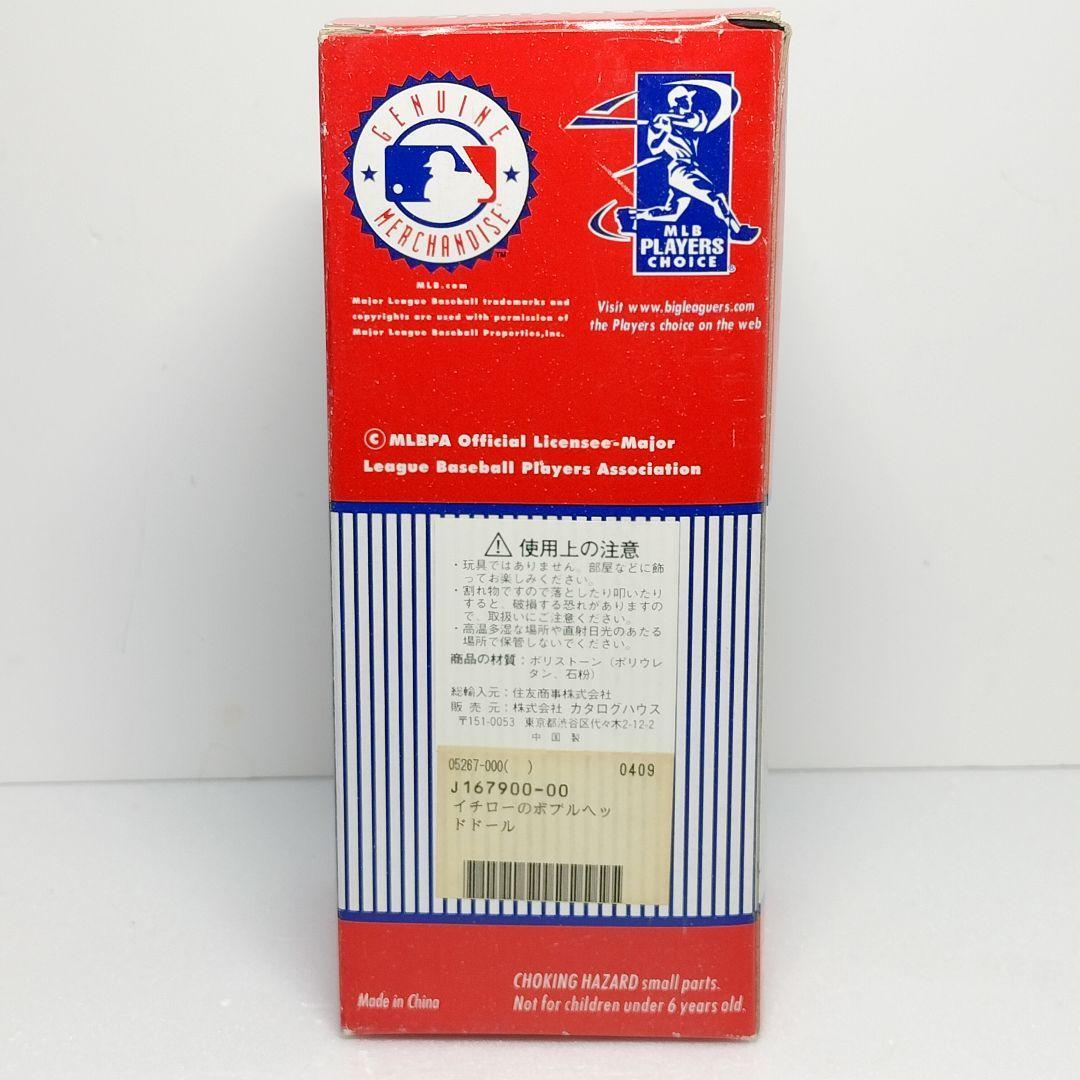 GENUINE
MERCHANDISE
TM
MLB
PLAYERS
CHOICE
®
MLB.com
Major League Baseball trademarks and
copyrights are used with permission of
Major League Baseball Properties,Inc.
Visit www.bigleaguers.com
the Players choice on the web
©MLBPA Official Licensee-Major
League Baseball Players Association
⚠使用上の注意
・玩具ではありません。部屋などに飾
ってお楽しみください。
・割れ物ですので落としたり叩いたり
すると、破損する恐れがありますの
で、取扱いにご注意ください。
・高温多湿な場所や直射日光のあたる
場所で保管しないでください。
商品の材質：ポリストーン（ポリウレ
タン、石粉）
総輸入元：住友商事株式会社
販売元：株式会社 カタログハウス
〒151-0053 東京都渋谷区代々木2-12-2
中国製
05267-000( ) 0409
J167900-00
イチローのボブルヘッ
ドドール
CHOKING HAZARD small parts.
Made in China
Not for children under 6 years old.